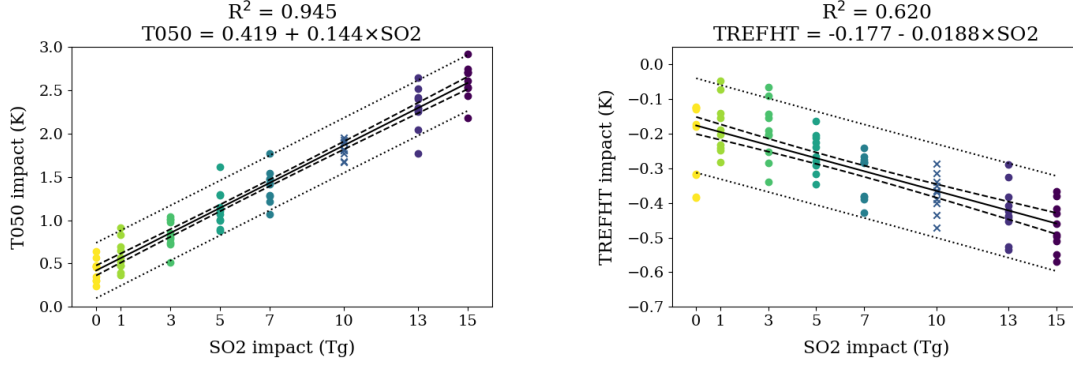 R² = 0.945
T050 = 0.419 + 0.144×SO2
T050 impact (K)
3.0
2.5
2.0
1.5
1.0
0.5
0.0
0 1 3 5 7 10 13 15
SO2 impact (Tg)
R² = 0.620
TREFHT = -0.177 - 0.0188×SO2
TREFHT impact (K)
0.0
−0.1
−0.2
−0.3
−0.4
−0.5
−0.6
−0.7
0 1 3 5 7 10 13 15
SO2 impact (Tg)